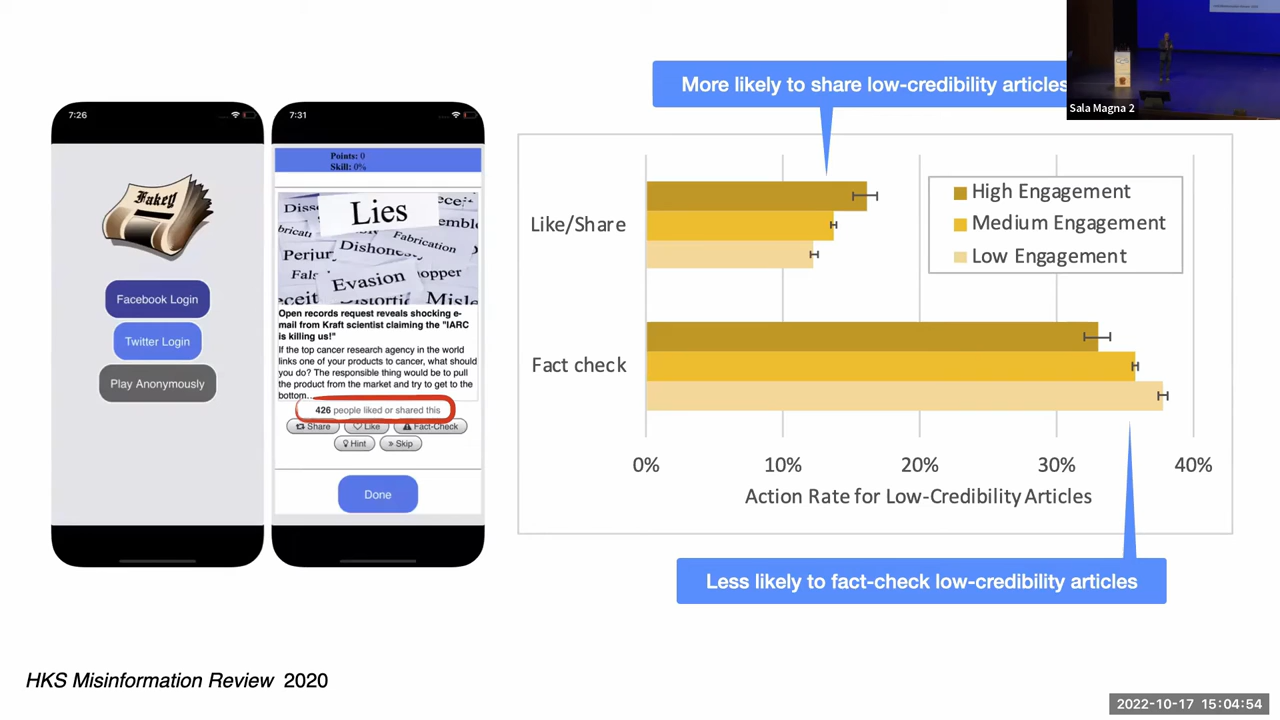 More likely to share low-credibility articles
Sala Magna 2
7:26
Fakey
Facebook Login
Twitter Login
Play Anonymously
7:31
Points: 0
Skill: 0%
Lies
Fabrication
Evasion
Open records request reveals shocking e-
mail from Kraft scientist claiming the "IARC
is killing us!"
If the top cancer research agency in the world
links one of your products to cancer, what should
you do? The responsible thing would be to pull
the product from the market and try to get to the
bottom...
426 people liked or shared this
Share Like Fact-Check
Hint Skip
Done
High Engagement
Medium Engagement
Low Engagement
Like/Share
Fact check
0% 10% 20% 30% 40%
Action Rate for Low-Credibility Articles
Less likely to fact-check low-credibility articles
HKS Misinformation Review 2020
2022-10-17 15:04:54